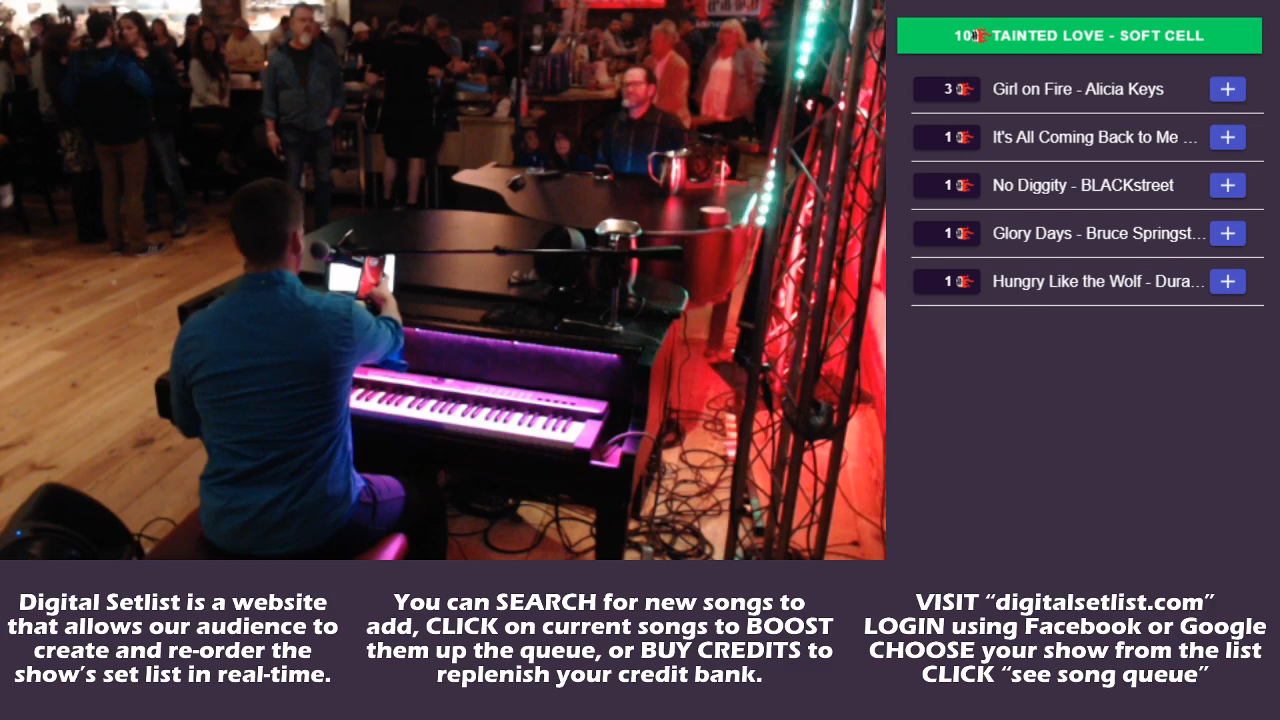 10 TAINTED LOVE - SOFT CELL
3 Girl on Fire - Alicia Keys +
1 It's All Coming Back to Me ... +
1 No Diggity - BLACKstreet +
1 Glory Days - Bruce Springst... +
1 Hungry Like the Wolf - Dura... +
Digital Setlist is a website
that allows our audience to
create and re-order the
show's set list in real-time.
You can SEARCH for new songs to
add, CLICK on current songs to BOOST
them up the queue, or BUY CREDITS to
replenish your credit bank.
VISIT “digitalsetlist.com”
LOGIN using Facebook or Google
CHOOSE your show from the list
CLICK “see song queue”